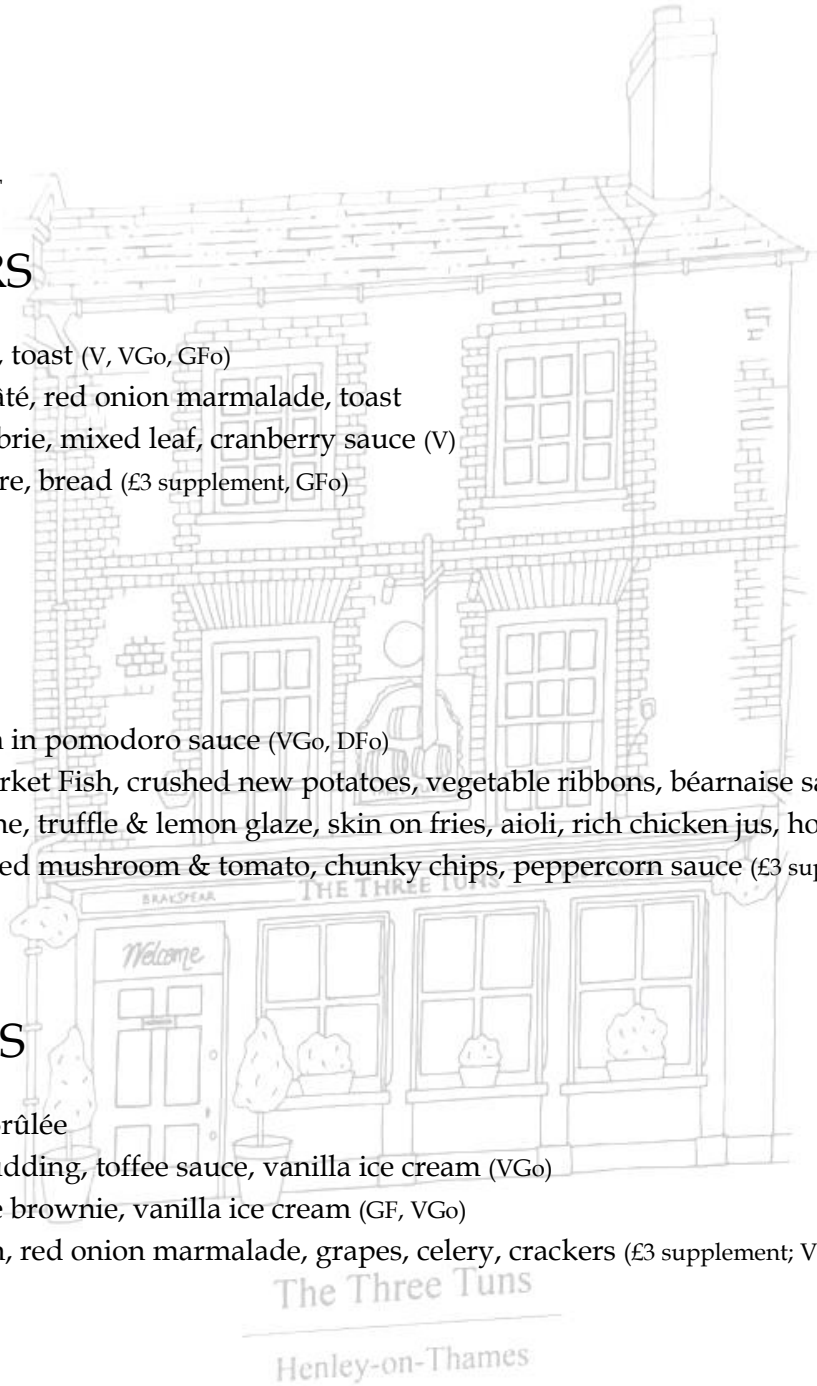 RS
, toast (V, VGo, GFo)
âté, red onion marmalade, toast
brie, mixed leaf, cranberry sauce (V)
re, bread (£3 supplement, GFo)
n in pomodoro sauce (VGo, DFo)
rket Fish, crushed new potatoes, vegetable ribbons, béarnaise sa
ne, truffle & lemon glaze, skin on fries, aioli, rich chicken jus, ho
ed mushroom & tomato, chunky chips, peppercorn sauce (£3 sup
BRAKSPEAR THE THREE TUNS
Welcome
S
rûlée
dding, toffee sauce, vanilla ice cream (VGo)
e brownie, vanilla ice cream (GF, VGo)
n, red onion marmalade, grapes, celery, crackers (£3 supplement; V
The Three Tuns
Henley-on-Thames